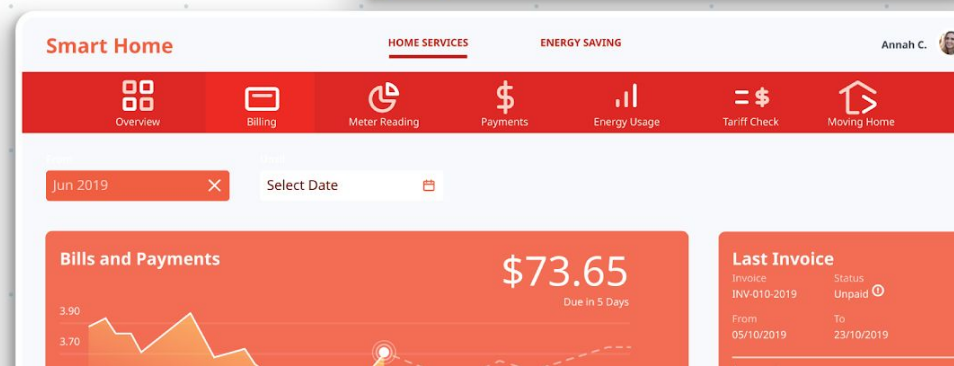 Smart Home
HOME SERVICES
ENERGY SAVING
Annah C.
Overview
Billing
Meter Reading
Payments
Energy Usage
Tariff Check
Moving Home
Jun 2019
Select Date
Bills and Payments
$73.65
Due in 5 Days
3.90
3.70
Last Invoice
Invoice
Status
INV-010-2019
Unpaid
From
To
05/10/2019
23/10/2019